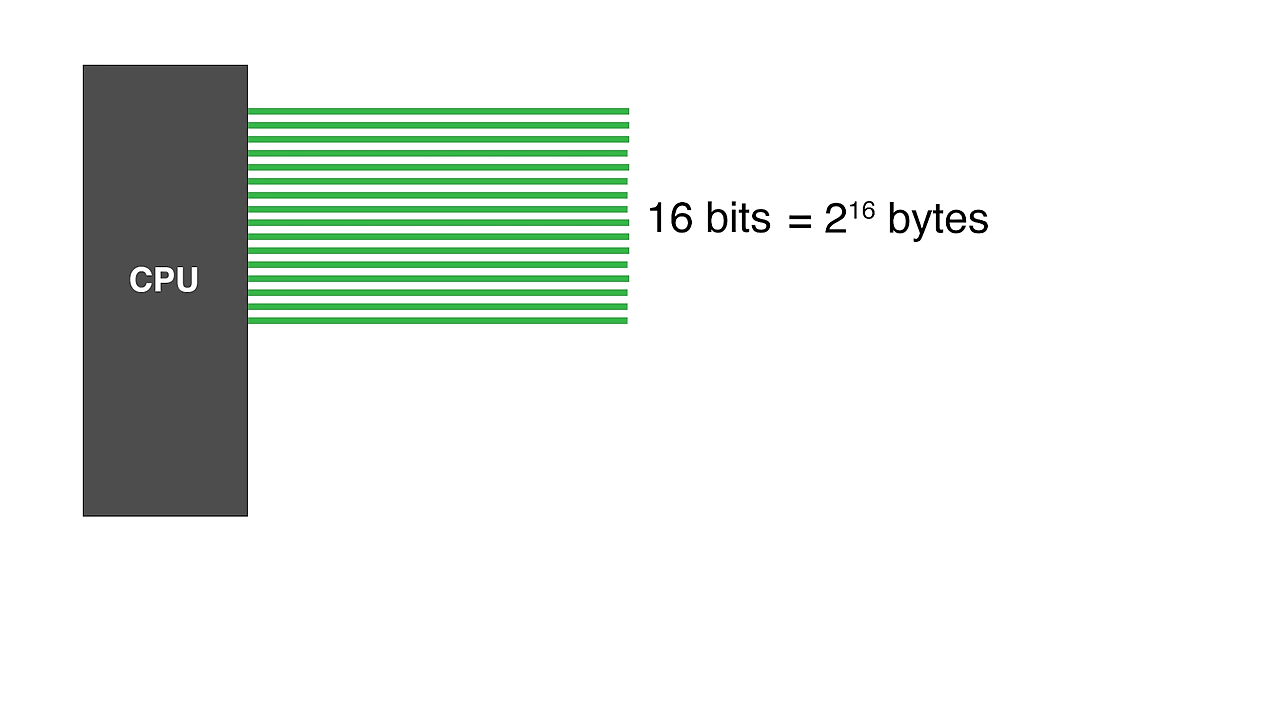 16 bits = 2¹⁶ bytes
CPU